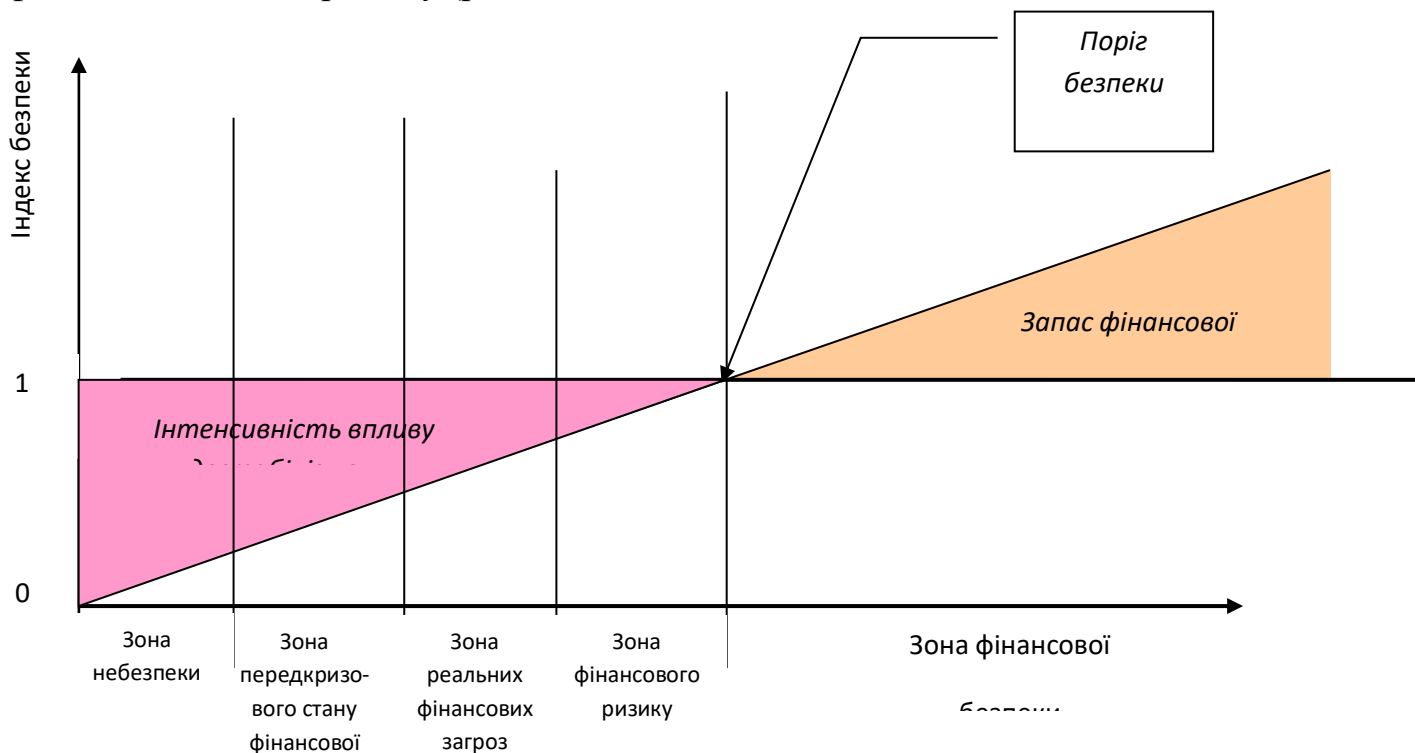 Поріг
безпеки
Індекс безпеки
Запас фінансової
1
Інтенсивність впливу
0
Зона
небезпеки
Зона
передкризо-
вого стану
фінансової
Зона
реальних
фінансових
загроз
Зона
фінансового
ризику
Зона фінансової
безпеки